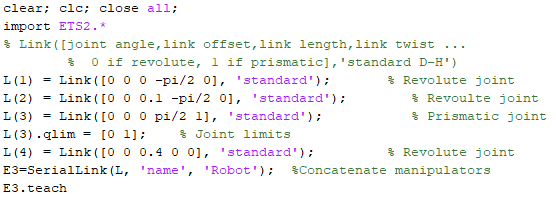 clear; clc; close all;
import ETS2.*
% Link([joint angle,link offset,link length,link twist ...
% 0 if revolute, 1 if prismatic],'standard D-H')
L(1) = Link([0 0 0 -pi/2 0], 'standard'); % Revolute joint
L(2) = Link([0 0 0.1 -pi/2 0], 'standard'); % Revoulte joint
L(3) = Link([0 0 0 pi/2 1], 'standard'); % Prismatic joint
L(3).qlim = [0 1]; % Joint limits
L(4) = Link([0 0 0.4 0 0], 'standard'); % Revolute joint
E3=SerialLink(L, 'name', 'Robot'); %Concatenate manipulators
E3.teach